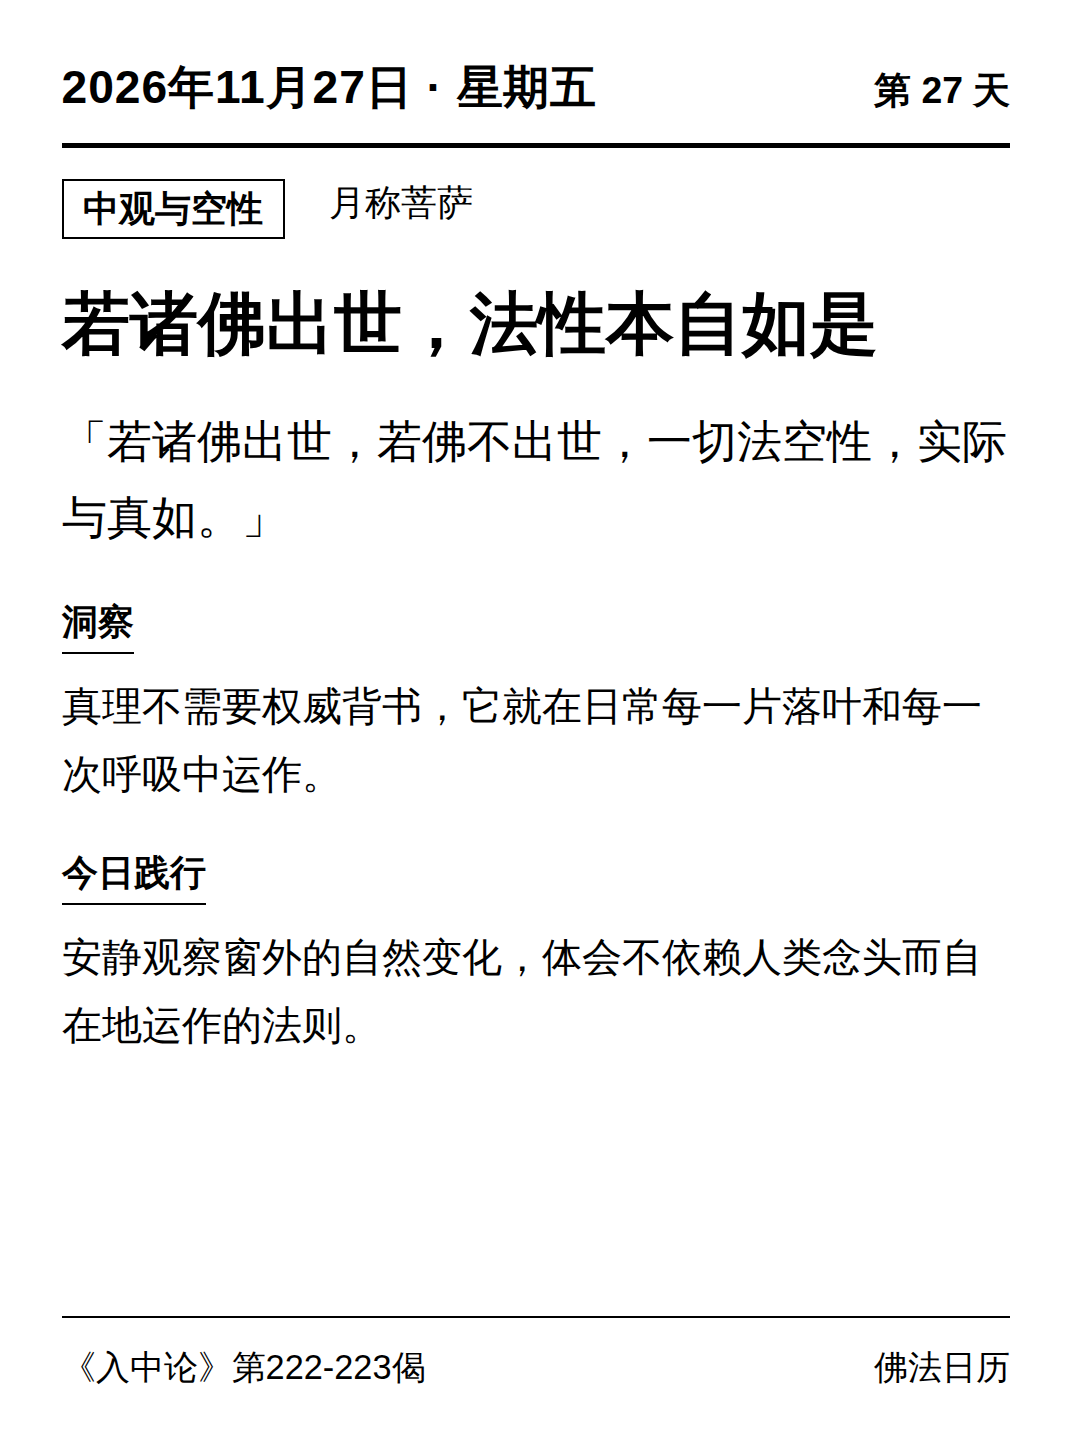 2026年11月27日 · 星期五
第 27 天
中观与空性
月称菩萨
若诸佛出世，法性本自如是
「若诸佛出世，若佛不出世，一切法空性，实际
与真如。」
洞察
真理不需要权威背书，它就在日常每一片落叶和每一
次呼吸中运作。
今日践行
安静观察窗外的自然变化，体会不依赖人类念头而自
在地运作的法则。
《入中论》第222-223偈
佛法日历